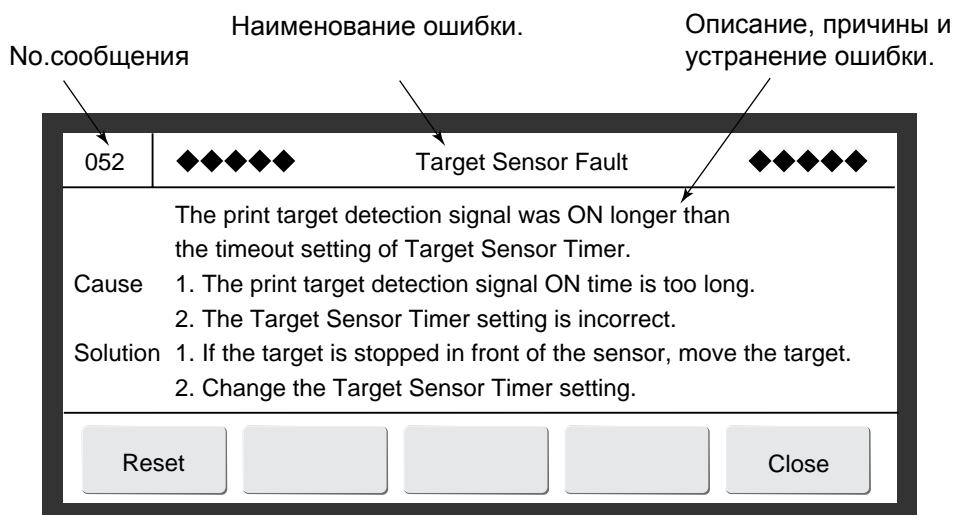 Наименование ошибки.
Описание, причины и
устранение ошибки.
No.сообщения
052 ◆◆◆◆◆ Target Sensor Fault ◆◆◆◆◆
The print target detection signal was ON longer than
the timeout setting of Target Sensor Timer.
Cause 1. The print target detection signal ON time is too long.
2. The Target Sensor Timer setting is incorrect.
Solution 1. If the target is stopped in front of the sensor, move the target.
2. Change the Target Sensor Timer setting.
Reset Close